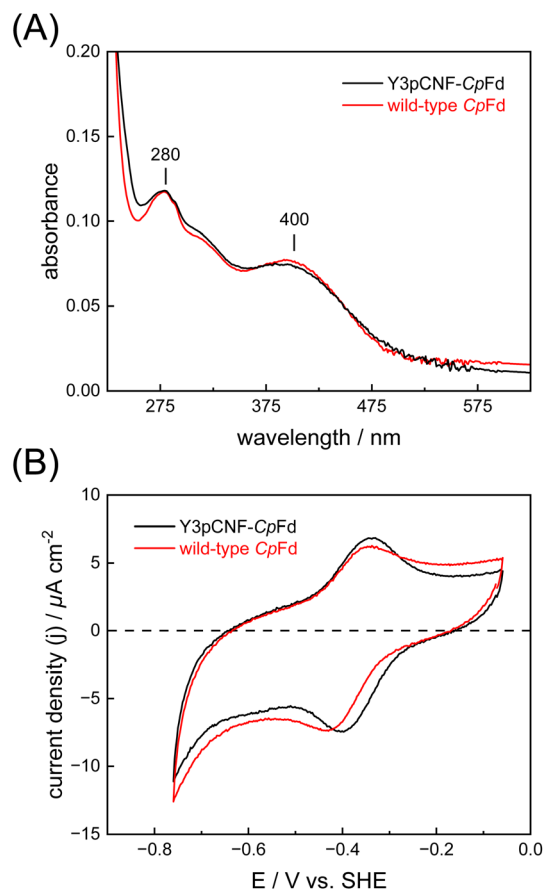 (A)
0.20
0.15
0.10
0.05
0.00
absorbance
Y3pCNF-CpFd
wild-type CpFd
280
400
275
375
475
575
wavelength / nm
(B)
10
5
0
−5
−10
−15
current density (j) / µA cm⁻²
Y3pCNF-CpFd
wild-type CpFd
−0.8
−0.6
−0.4
−0.2
0.0
E / V vs. SHE